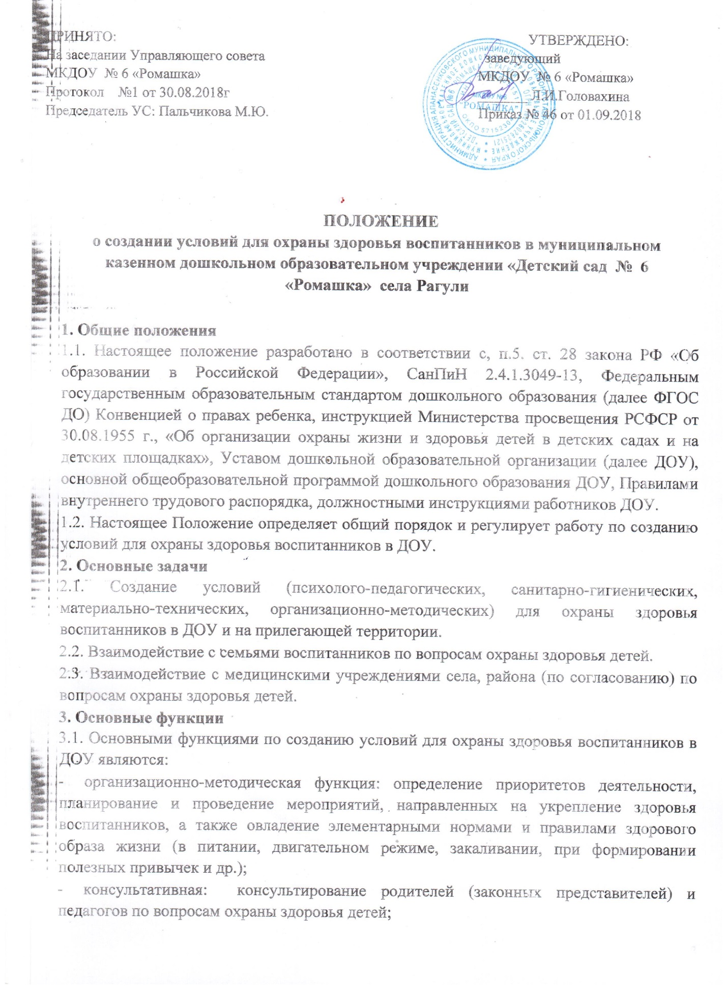 ПРИНЯТО:
На заседании Управляющего совета
МКДОУ № 6 «Ромашка»
Протокол №1 от 30.08.2018г
Председатель УС: Пальчикова М.Ю.
УТВЕРЖДЕНО:
заведующий
МКДОУ № 6 «Ромашка»
Л.И.Головахина
Приказ № 46 от 01.09.2018
МКДОУ №6
"РОМАШКА"
ПОЛОЖЕНИЕ
о создании условий для охраны здоровья воспитанников в муниципальном
казенном дошкольном образовательном учреждении «Детский сад № 6
«Ромашка» села Рагули
1. Общие положения
1.1. Настоящее положение разработано в соответствии с, п.5. ст. 28 закона РФ «Об
образовании в Российской Федерации», СанПиН 2.4.1.3049-13, Федеральным
государственным образовательным стандартом дошкольного образования (далее ФГОС
ДО) Конвенцией о правах ребенка, инструкцией Министерства просвещения РСФСР от
30.08.1955 г., «Об организации охраны жизни и здоровья детей в детских садах и на
детских площадках», Уставом дошкольной образовательной организации (далее ДОУ),
основной общеобразовательной программой дошкольного образования ДОУ, Правилами
внутреннего трудового распорядка, должностными инструкциями работников ДОУ.
1.2. Настоящее Положение определяет общий порядок и регулирует работу по созданию
условий для охраны здоровья воспитанников в ДОУ.
2. Основные задачи
2.1. Создание условий (психолого-педагогических, санитарно-гигиенических,
материально-технических, организационно-методических) для охраны здоровья
воспитанников в ДОУ и на прилегающей территории.
2.2. Взаимодействие с семьями воспитанников по вопросам охраны здоровья детей.
2.3. Взаимодействие с медицинскими учреждениями села, района (по согласованию) по
вопросам охраны здоровья детей.
3. Основные функции
3.1. Основными функциями по созданию условий для охраны здоровья воспитанников в
ДОУ являются:
- организационно-методическая функция: определение приоритетов деятельности,
планирование и проведение мероприятий, направленных на укрепление здоровья
воспитанников, а также овладение элементарными нормами и правилами здорового
образа жизни (в питании, двигательном режиме, закаливании, при формировании
полезных привычек и др.);
- консультативная: консультирование родителей (законных представителей) и
педагогов по вопросам охраны здоровья детей;